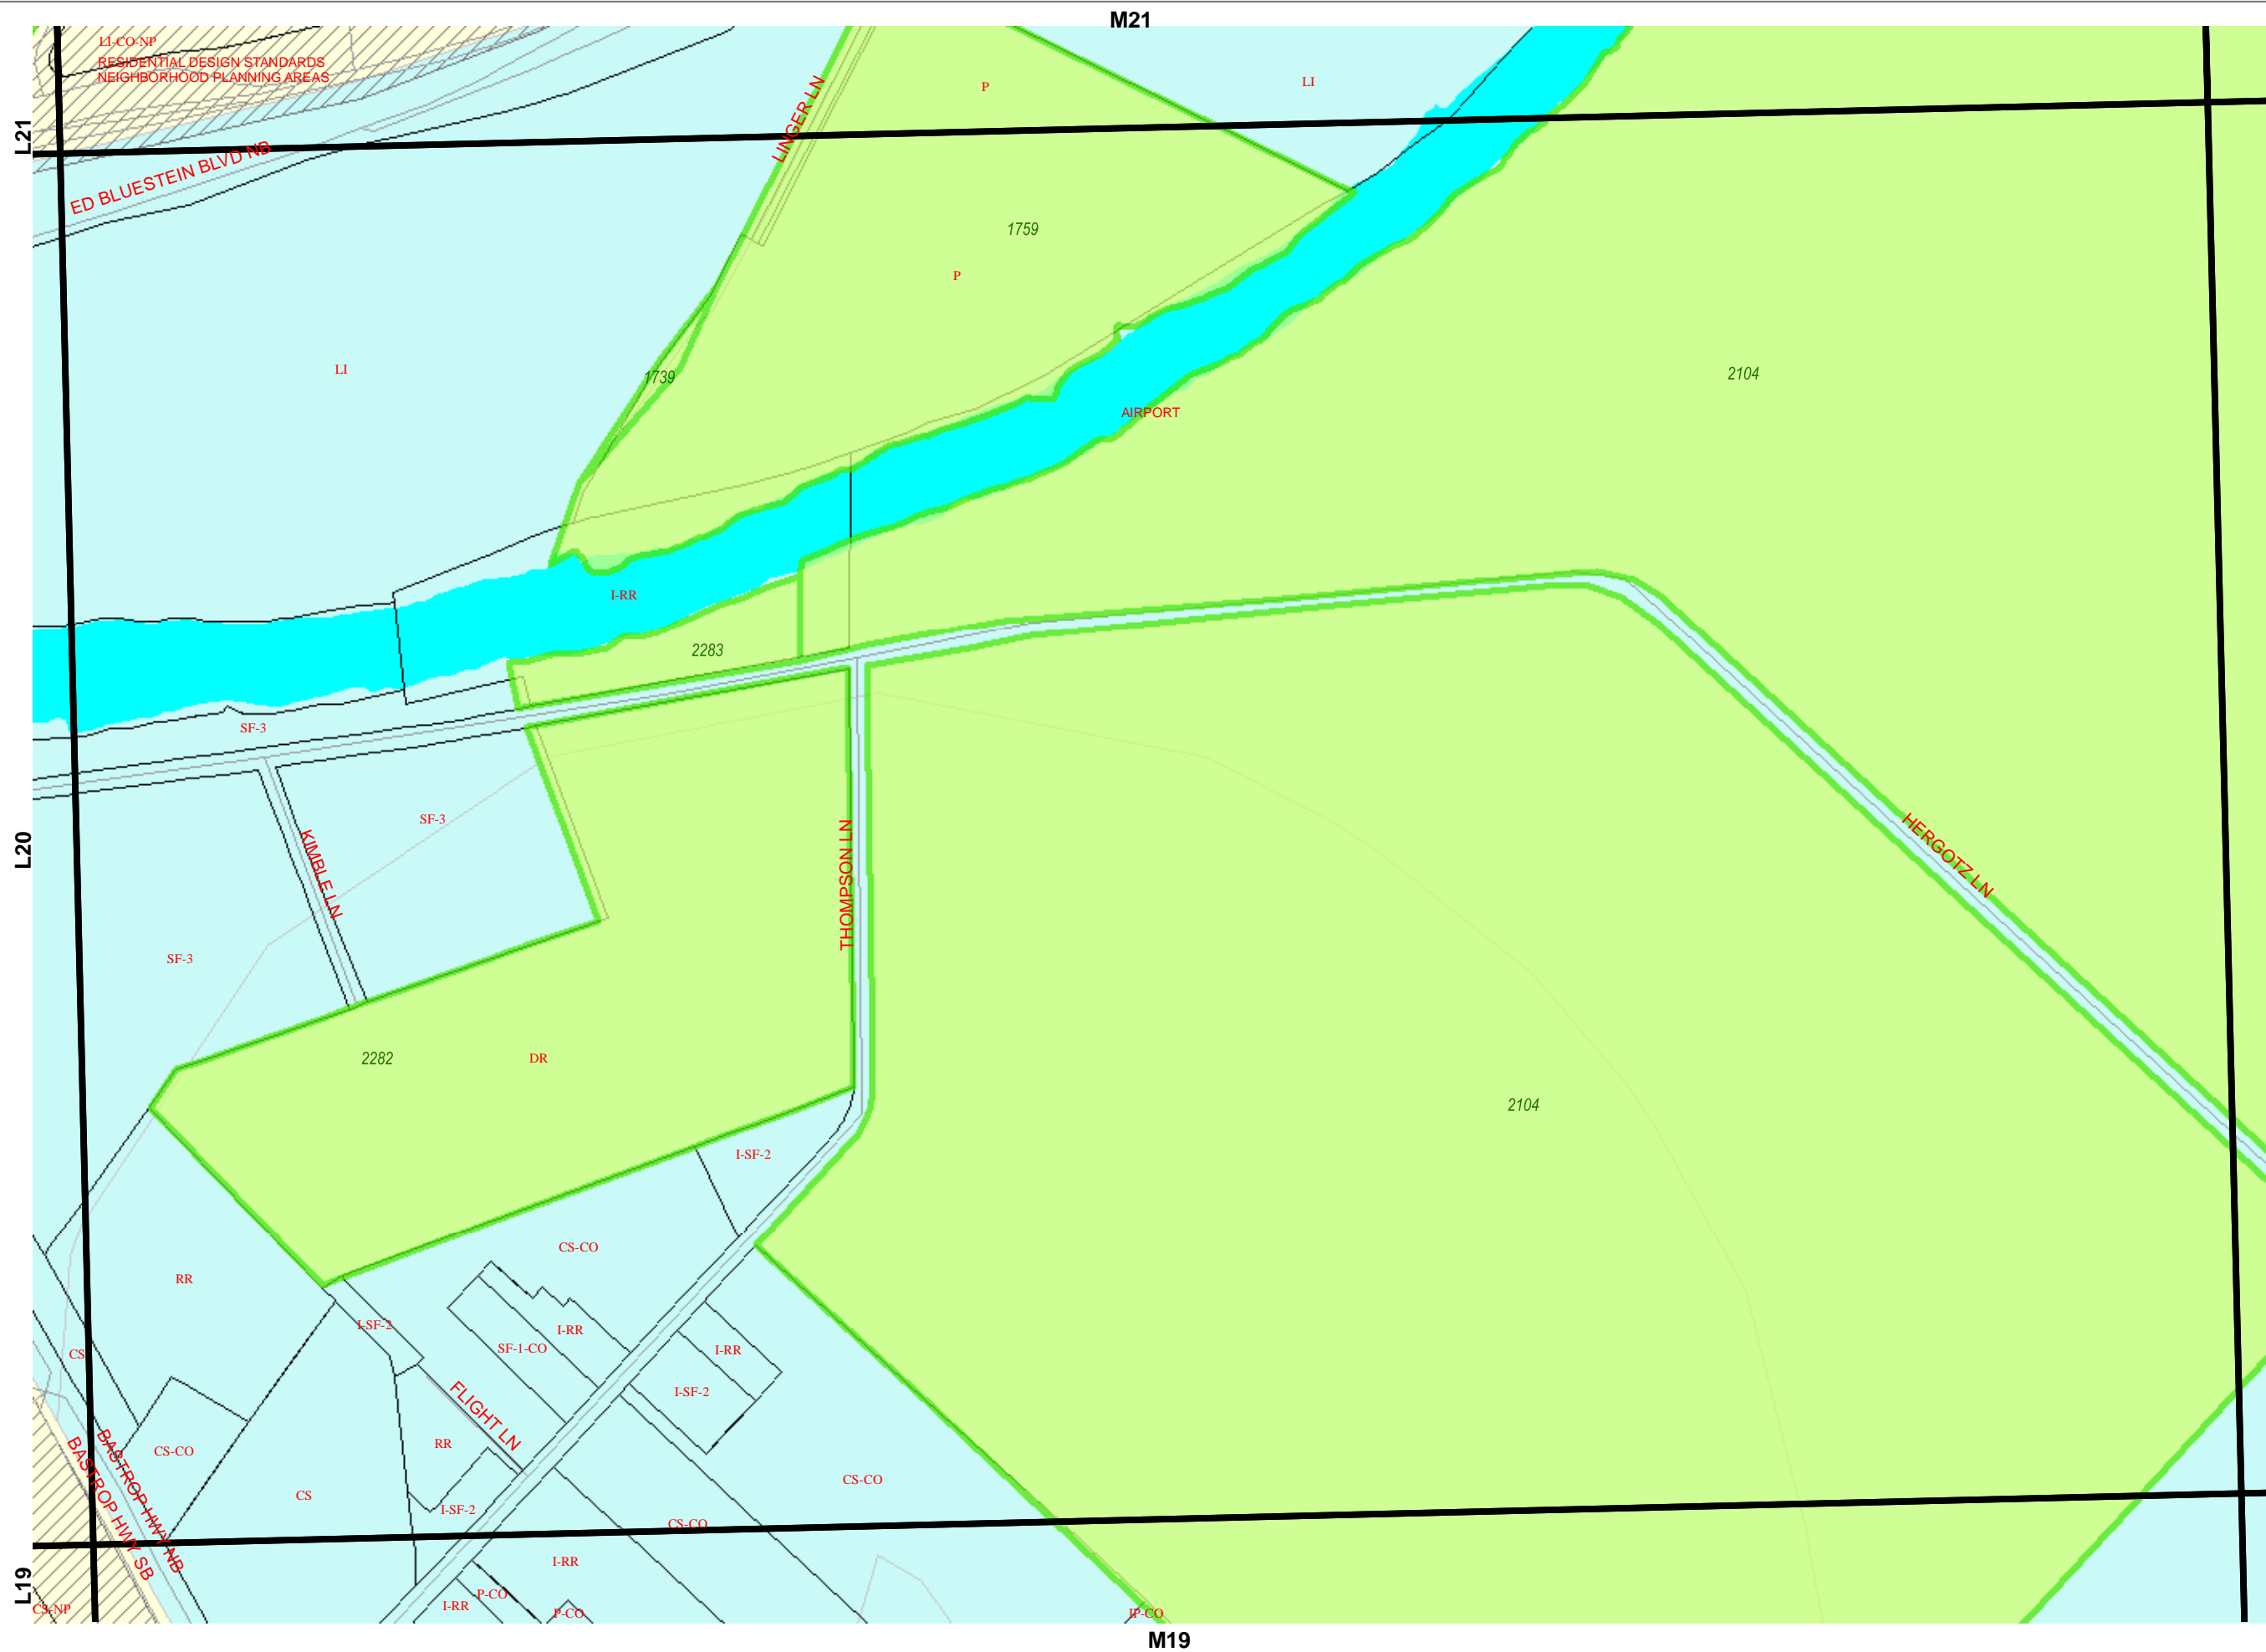 M21
LI-CO-NP
RESIDENTIAL DESIGN STANDARDS
NEIGHBORHOOD PLANNING AREAS
P
LI
LINGER LN
L21
ED BLUESTEIN BLVD NB
1759
P
LI
1739
2104
AIRPORT
I-RR
2283
SF-3
SF-3
L20
KIMBLE LN
THOMPSON LN
HERGOTZ LN
SF-3
2282
DR
2104
I-SF-2
CS-CO
RR
I-SF-2
I-RR
SF-1-CO
I-RR
CS
I-SF-2
FLIGHT LN
RR
CS-CO
BASTROP HWY NB
BASTROP HWY SB
CS-CO
CS
I-SF-2
CS-CO
I-RR
L19
P-CO
I-RR
P-CO
CS-NP
IP-CO
M19